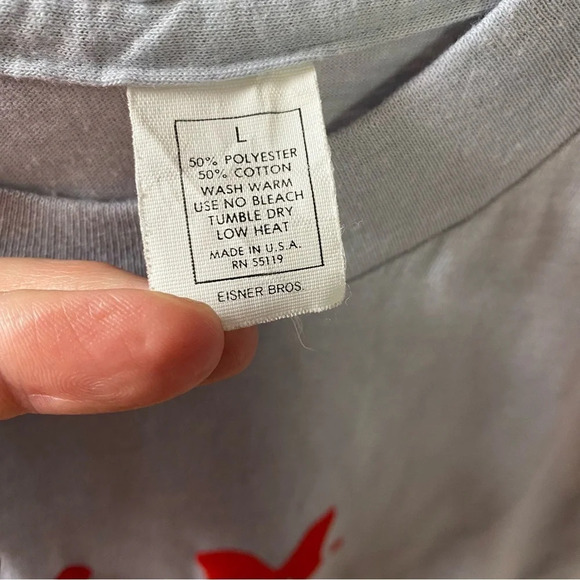 L
50% POLYESTER
50% COTTON
WASH WARM
USE NO BLEACH
TUMBLE DRY
LOW HEAT
MADE IN U.S.A.
RN 55119
EISNER BROS.